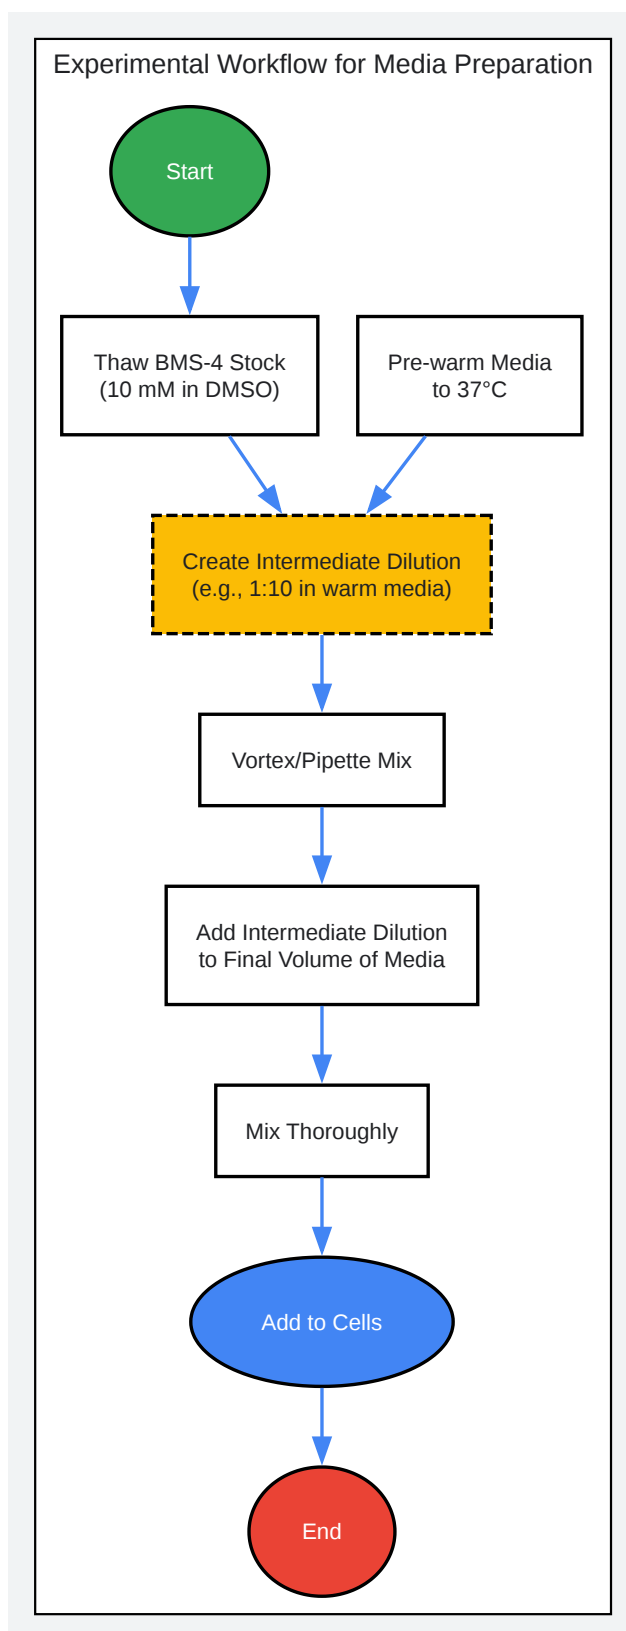 Experimental Workflow for Media Preparation
Start
Thaw BMS-4 Stock
(10 mM in DMSO)
Pre-warm Media
to 37°C
Create Intermediate Dilution
(e.g., 1:10 in warm media)
Vortex/Pipette Mix
Add Intermediate Dilution
to Final Volume of Media
Mix Thoroughly
Add to Cells
End